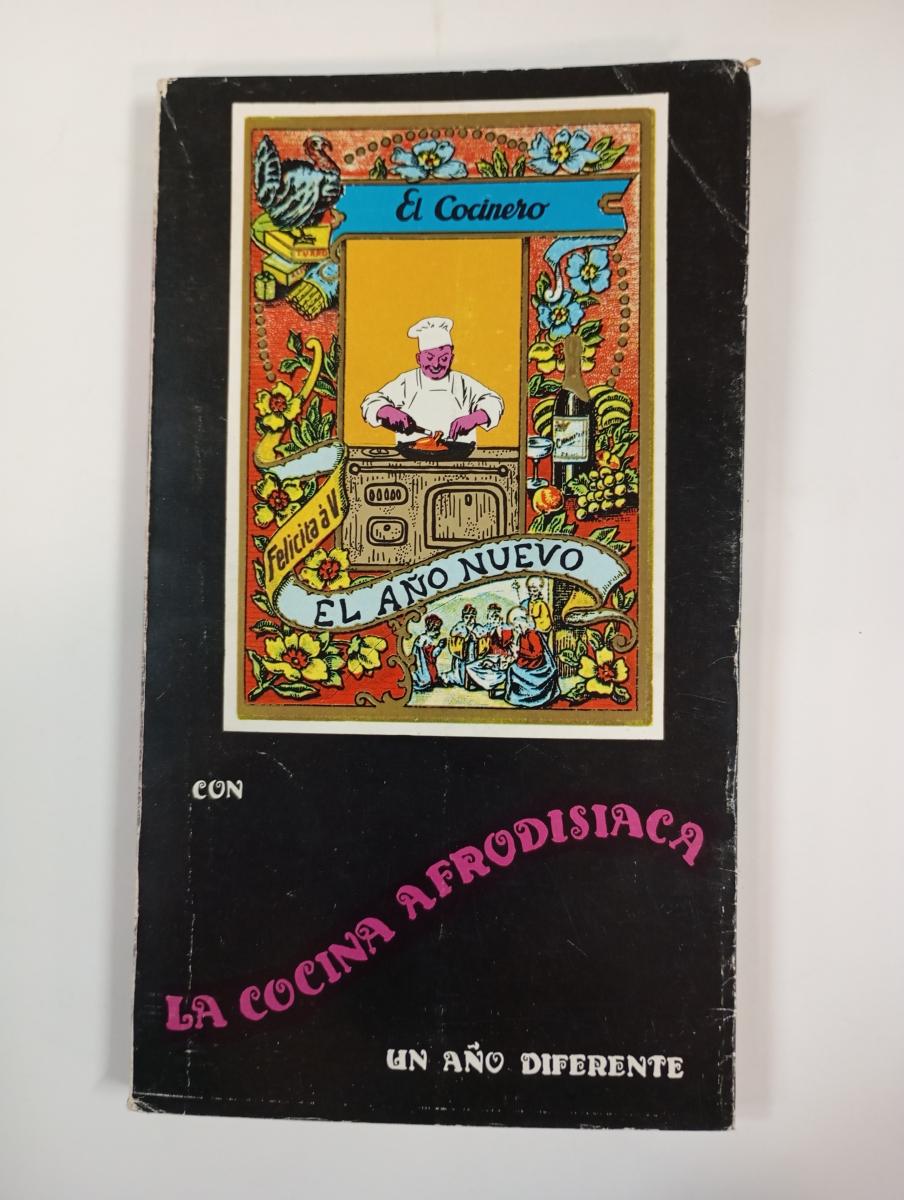 El Cocinero
Felicita a V
EL AÑO NUEVO
CON
LA COCINA AFRODISIACA
UN AÑO DIFERENTE